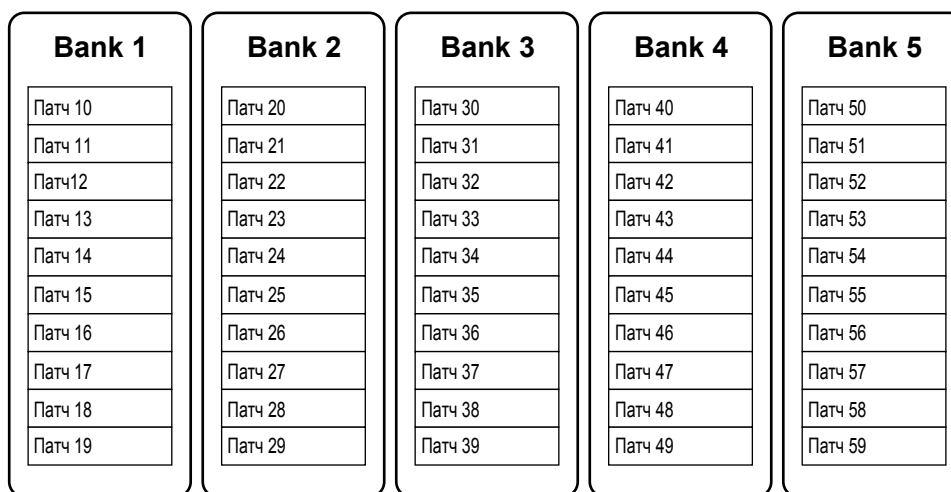 Bank 1
Патч 10
Патч 11
Патч12
Патч 13
Патч 14
Патч 15
Патч 16
Патч 17
Патч 18
Патч 19
Bank 2
Патч 20
Патч 21
Патч 22
Патч 23
Патч 24
Патч 25
Патч 26
Патч 27
Патч 28
Патч 29
Bank 3
Патч 30
Патч 31
Патч 32
Патч 33
Патч 34
Патч 35
Патч 36
Патч 37
Патч 38
Патч 39
Bank 4
Патч 40
Патч 41
Патч 42
Патч 43
Патч 44
Патч 45
Патч 46
Патч 47
Патч 48
Патч 49
Bank 5
Патч 50
Патч 51
Патч 52
Патч 53
Патч 54
Патч 55
Патч 56
Патч 57
Патч 58
Патч 59